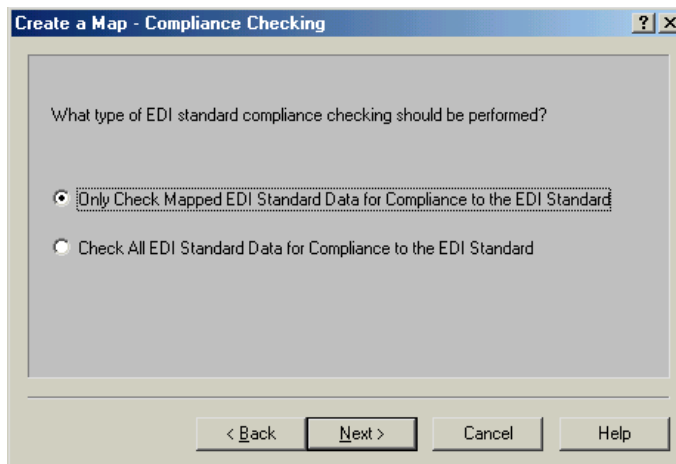 Create a Map - Compliance Checking
What type of EDI standard compliance checking should be performed?
Only Check Mapped EDI Standard Data for Compliance to the EDI Standard
Check All EDI Standard Data for Compliance to the EDI Standard
< Back Next > Cancel Help